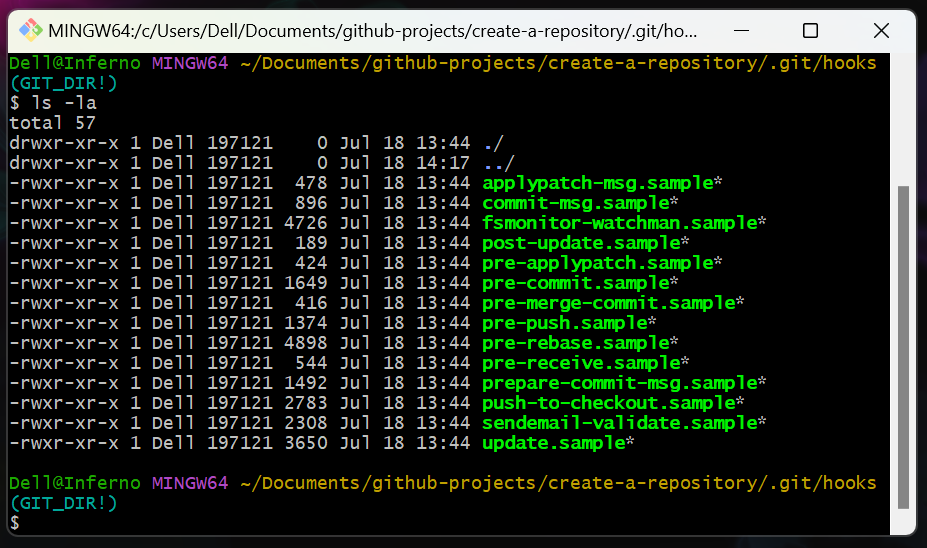 MINGW64:/c/Users/Dell/Documents/github-projects/create-a-repository/.git/ho...
Dell@Inferno MINGW64 ~/Documents/github-projects/create-a-repository/.git/hooks
(GIT_DIR!)
$ ls -la
total 57
drwxr-xr-x 1 Dell 197121    0 Jul 18 13:44 ./
drwxr-xr-x 1 Dell 197121    0 Jul 18 14:17 ../
-rwxr-xr-x 1 Dell 197121  478 Jul 18 13:44 applypatch-msg.sample*
-rwxr-xr-x 1 Dell 197121  896 Jul 18 13:44 commit-msg.sample*
-rwxr-xr-x 1 Dell 197121 4726 Jul 18 13:44 fsmonitor-watchman.sample*
-rwxr-xr-x 1 Dell 197121  189 Jul 18 13:44 post-update.sample*
-rwxr-xr-x 1 Dell 197121  424 Jul 18 13:44 pre-applypatch.sample*
-rwxr-xr-x 1 Dell 197121 1649 Jul 18 13:44 pre-commit.sample*
-rwxr-xr-x 1 Dell 197121  416 Jul 18 13:44 pre-merge-commit.sample*
-rwxr-xr-x 1 Dell 197121 1374 Jul 18 13:44 pre-push.sample*
-rwxr-xr-x 1 Dell 197121 4898 Jul 18 13:44 pre-rebase.sample*
-rwxr-xr-x 1 Dell 197121  544 Jul 18 13:44 pre-receive.sample*
-rwxr-xr-x 1 Dell 197121 1492 Jul 18 13:44 prepare-commit-msg.sample*
-rwxr-xr-x 1 Dell 197121 2783 Jul 18 13:44 push-to-checkout.sample*
-rwxr-xr-x 1 Dell 197121 2308 Jul 18 13:44 sendemail-validate.sample*
-rwxr-xr-x 1 Dell 197121 3650 Jul 18 13:44 update.sample*
Dell@Inferno MINGW64 ~/Documents/github-projects/create-a-repository/.git/hooks
(GIT_DIR!)
$